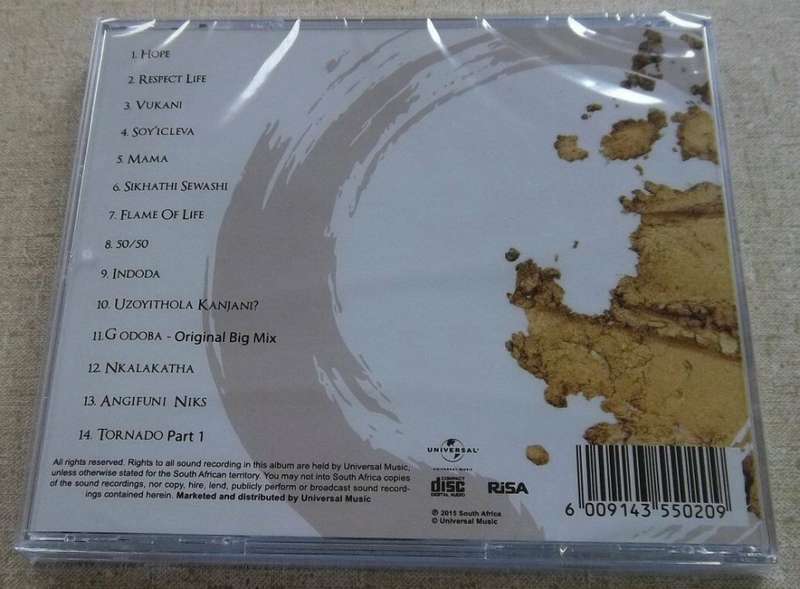 1. Hope
2. Respect Life
3. Vukani
4. Soy'icleva
5. Mama
6. Sikhathi Sewashi
7. Flame Of Life
8. 50/50
9. Indoda
10. Uzoyithola Kanjani?
11. Godoba - Original Big Mix
12. Nkalakatha
13. Angifuni Niks
14. Tornado Part 1
All rights reserved. Rights to all sound recording in this album are held by Universal Music,
unless otherwise stated for the South African territory. You may not into South Africa copies
of the sound recordings, nor copy, hire, lend, publicly perform or broadcast sound record-
ings contained herein. Marketed and distributed by Universal Music
UNIVERSAL
UNIVERSAL MUSIC
COMPACT
disc
DIGITAL AUDIO
RiSA
℗ 2015 South Africa
© Universal Music
6 009143 550209